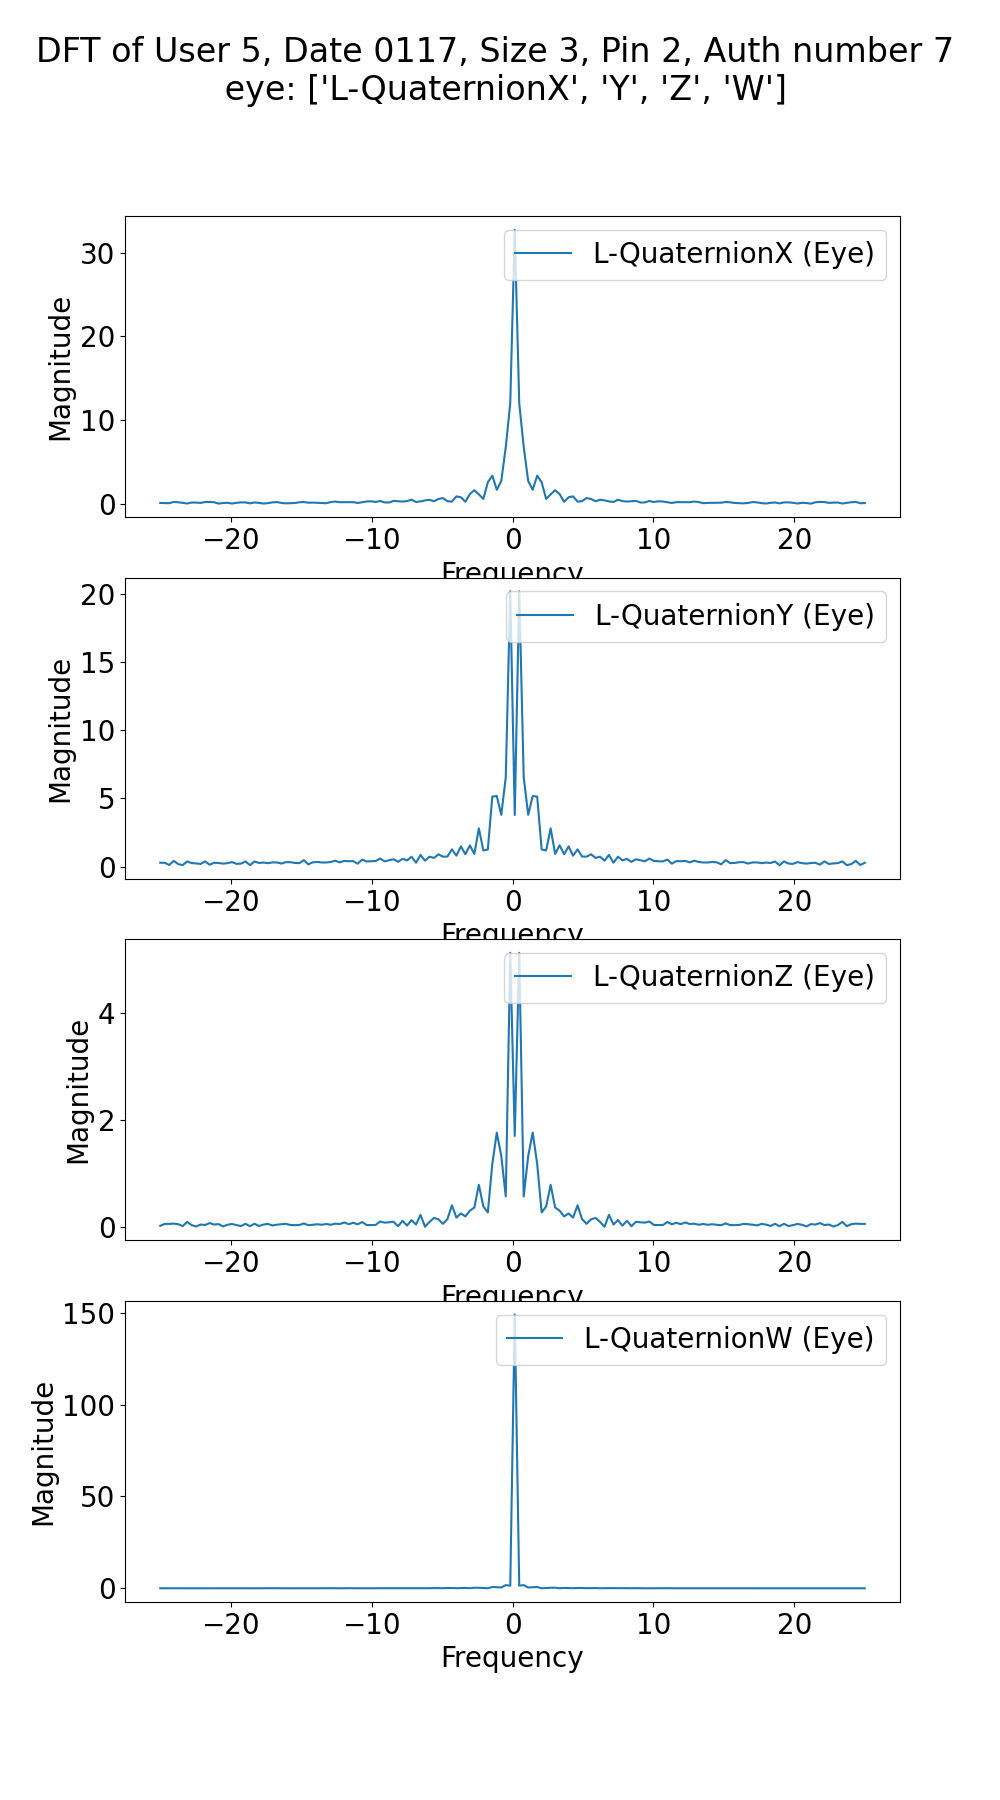 DFT of User 5, Date 0117, Size 3, Pin 2, Auth number 7
eye: ['L-QuaternionX', 'Y', 'Z', 'W']
L-QuaternionX (Eye)
Magnitude
30
20
10
0
−20 −10 0 10 20
Frequency
L-QuaternionY (Eye)
Magnitude
20
15
10
5
0
−20 −10 0 10 20
Frequency
L-QuaternionZ (Eye)
Magnitude
4
2
0
−20 −10 0 10 20
Frequency
L-QuaternionW (Eye)
Magnitude
150
100
50
0
−20 −10 0 10 20
Frequency